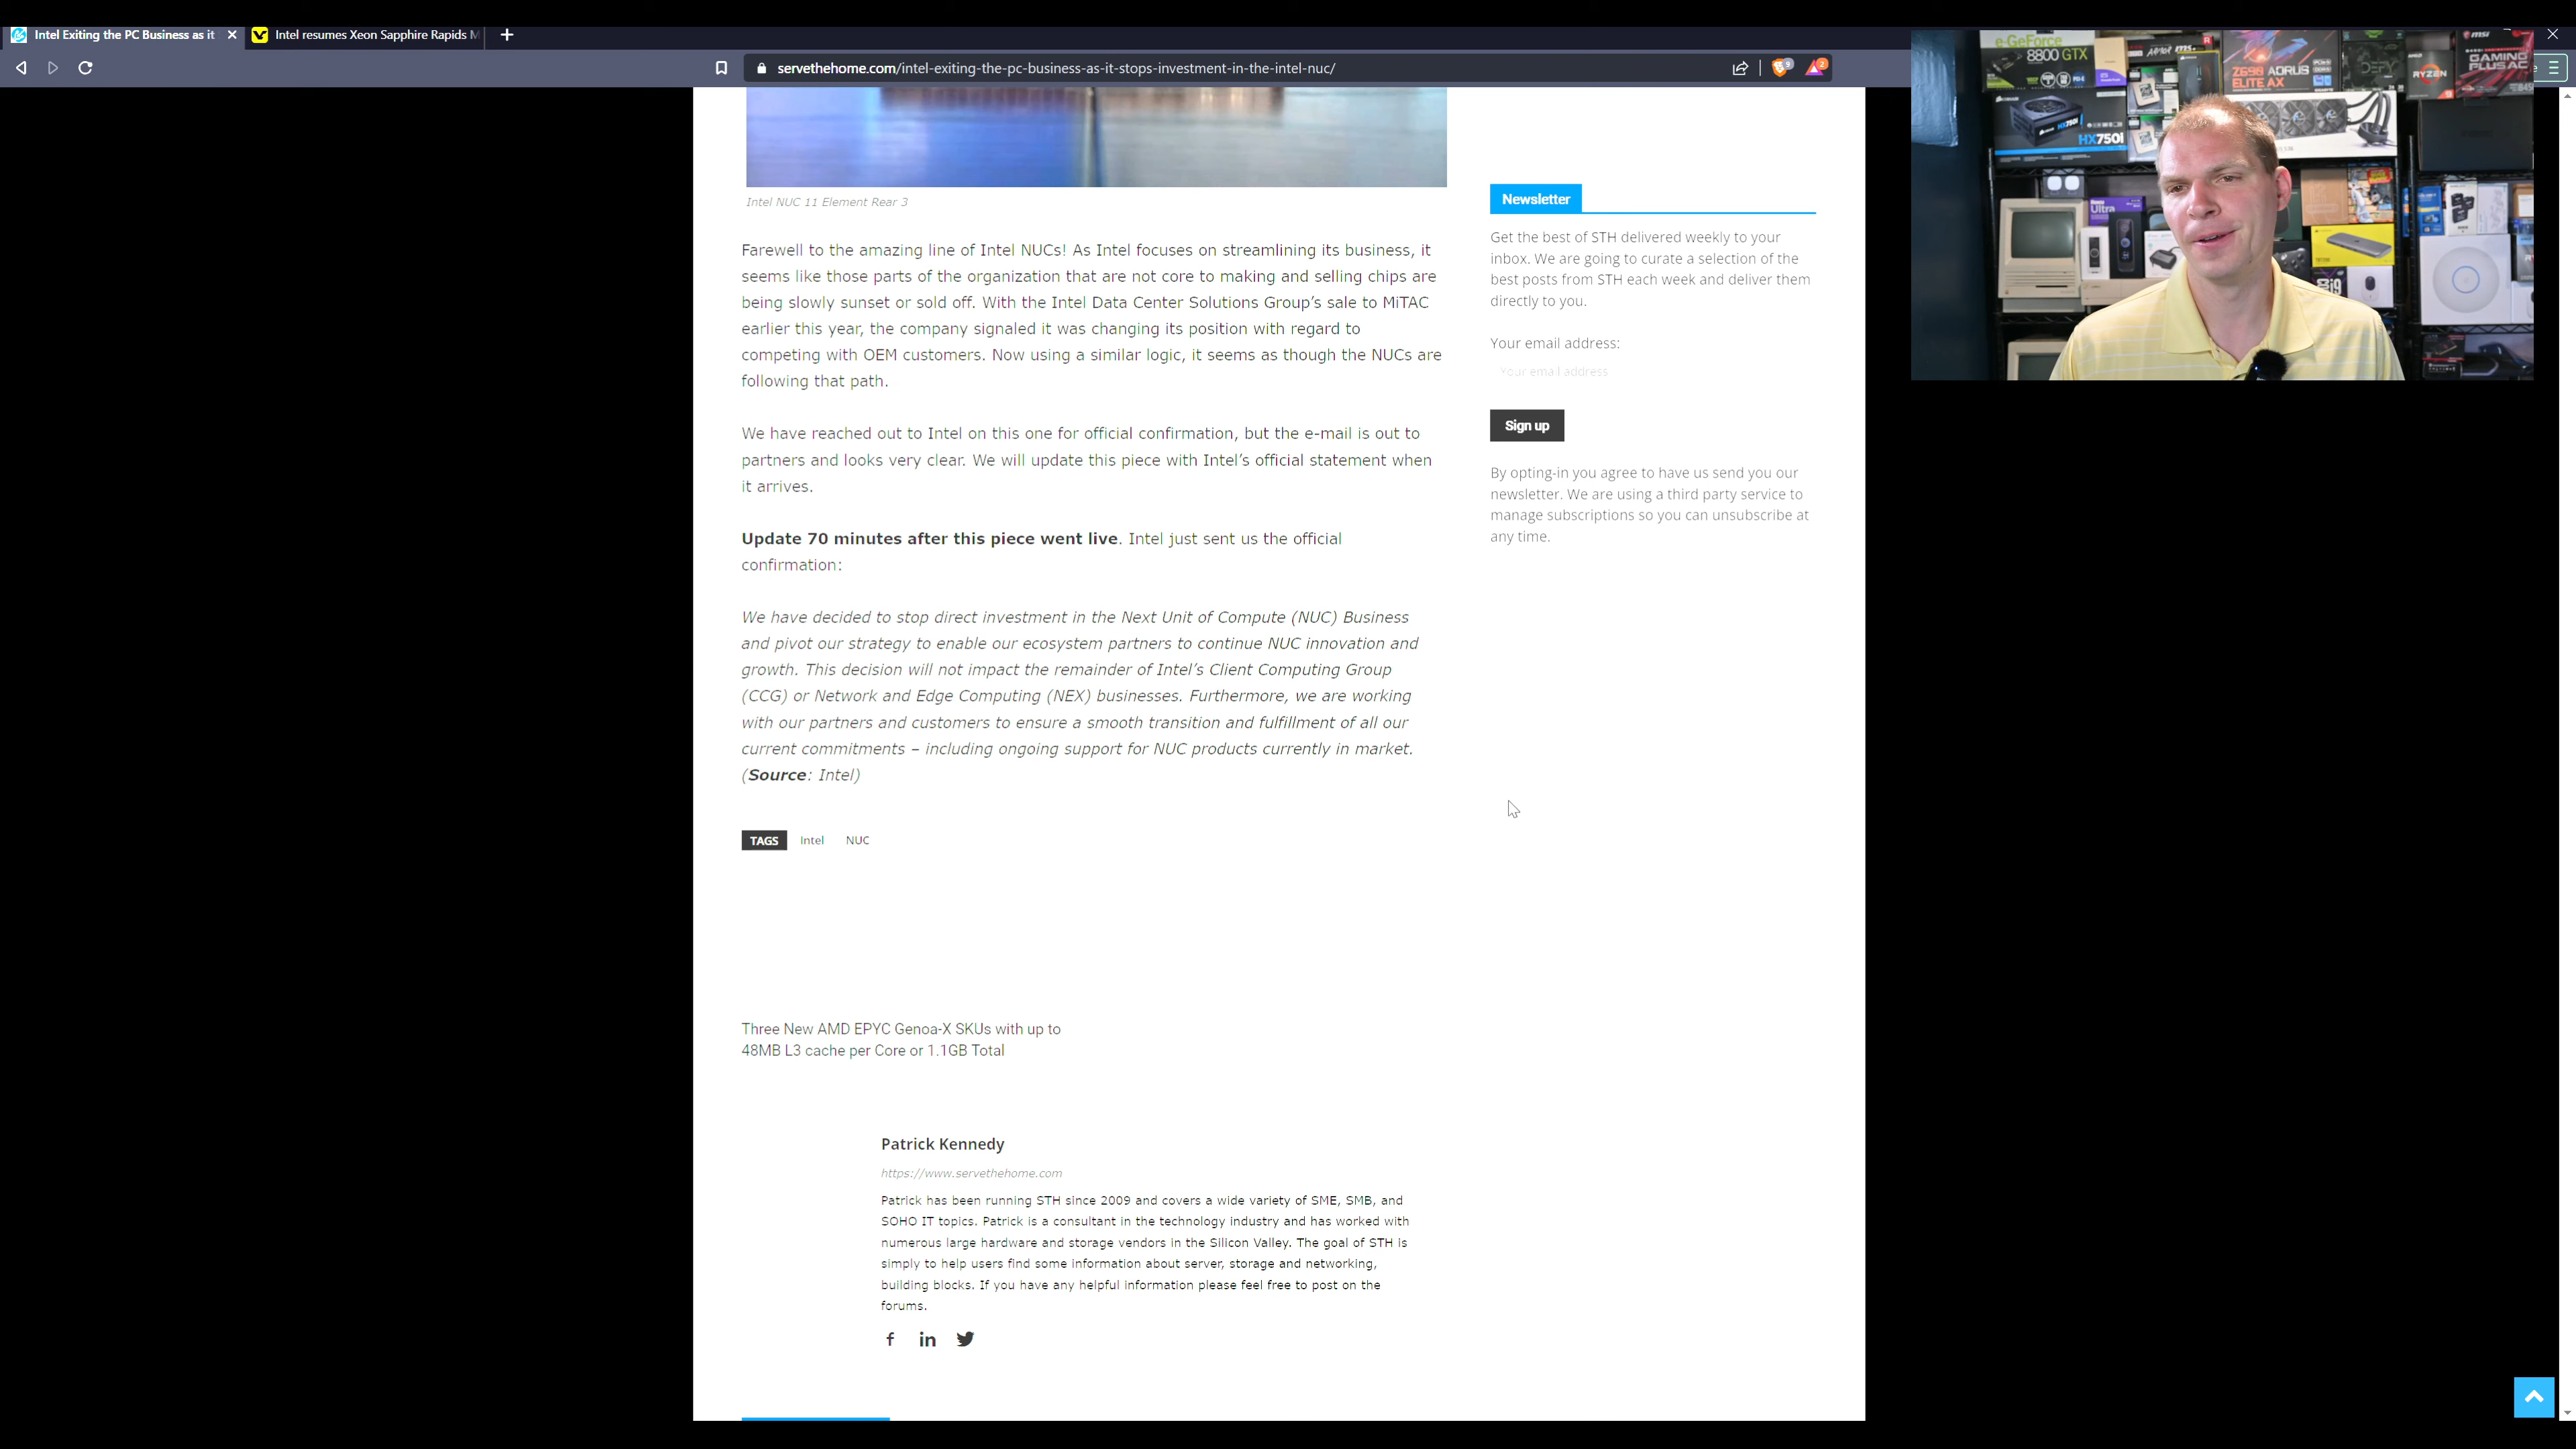 Intel Exiting the PC Business as it
Intel resumes Xeon Sapphire Rapids M
servethehome.com/intel-exiting-the-pc-business-as-it-stops-investment-in-the-intel-nuc/
9
2
e-GeForce
8800 GTX
Z690 AORUS
ELITE AX
DEFY
RYZEN
msi
GAMING
PLUS AC
HX750i
HX750i
Ultra
i9
Intel NUC 11 Element Rear 3
Farewell to the amazing line of Intel NUCs! As Intel focuses on streamlining its business, it
seems like those parts of the organization that are not core to making and selling chips are
being slowly sunset or sold off. With the Intel Data Center Solutions Group's sale to MiTAC
earlier this year, the company signaled it was changing its position with regard to
competing with OEM customers. Now using a similar logic, it seems as though the NUCs are
following that path.
We have reached out to Intel on this one for official confirmation, but the e-mail is out to
partners and looks very clear. We will update this piece with Intel's official statement when
it arrives.
Update 70 minutes after this piece went live. Intel just sent us the official
confirmation:
We have decided to stop direct investment in the Next Unit of Compute (NUC) Business
and pivot our strategy to enable our ecosystem partners to continue NUC innovation and
growth. This decision will not impact the remainder of Intel's Client Computing Group
(CCG) or Network and Edge Computing (NEX) businesses. Furthermore, we are working
with our partners and customers to ensure a smooth transition and fulfillment of all our
current commitments – including ongoing support for NUC products currently in market.
(Source: Intel)
TAGS Intel NUC
Three New AMD EPYC Genoa-X SKUs with up to
48MB L3 cache per Core or 1.1GB Total
Patrick Kennedy
https://www.servethehome.com
Patrick has been running STH since 2009 and covers a wide variety of SME, SMB, and
SOHO IT topics. Patrick is a consultant in the technology industry and has worked with
numerous large hardware and storage vendors in the Silicon Valley. The goal of STH is
simply to help users find some information about server, storage and networking,
building blocks. If you have any helpful information please feel free to post on the
forums.
Newsletter
Get the best of STH delivered weekly to your
inbox. We are going to curate a selection of the
best posts from STH each week and deliver them
directly to you.
Your email address:
Your email address
Sign up
By opting-in you agree to have us send you our
newsletter. We are using a third party service to
manage subscriptions so you can unsubscribe at
any time.